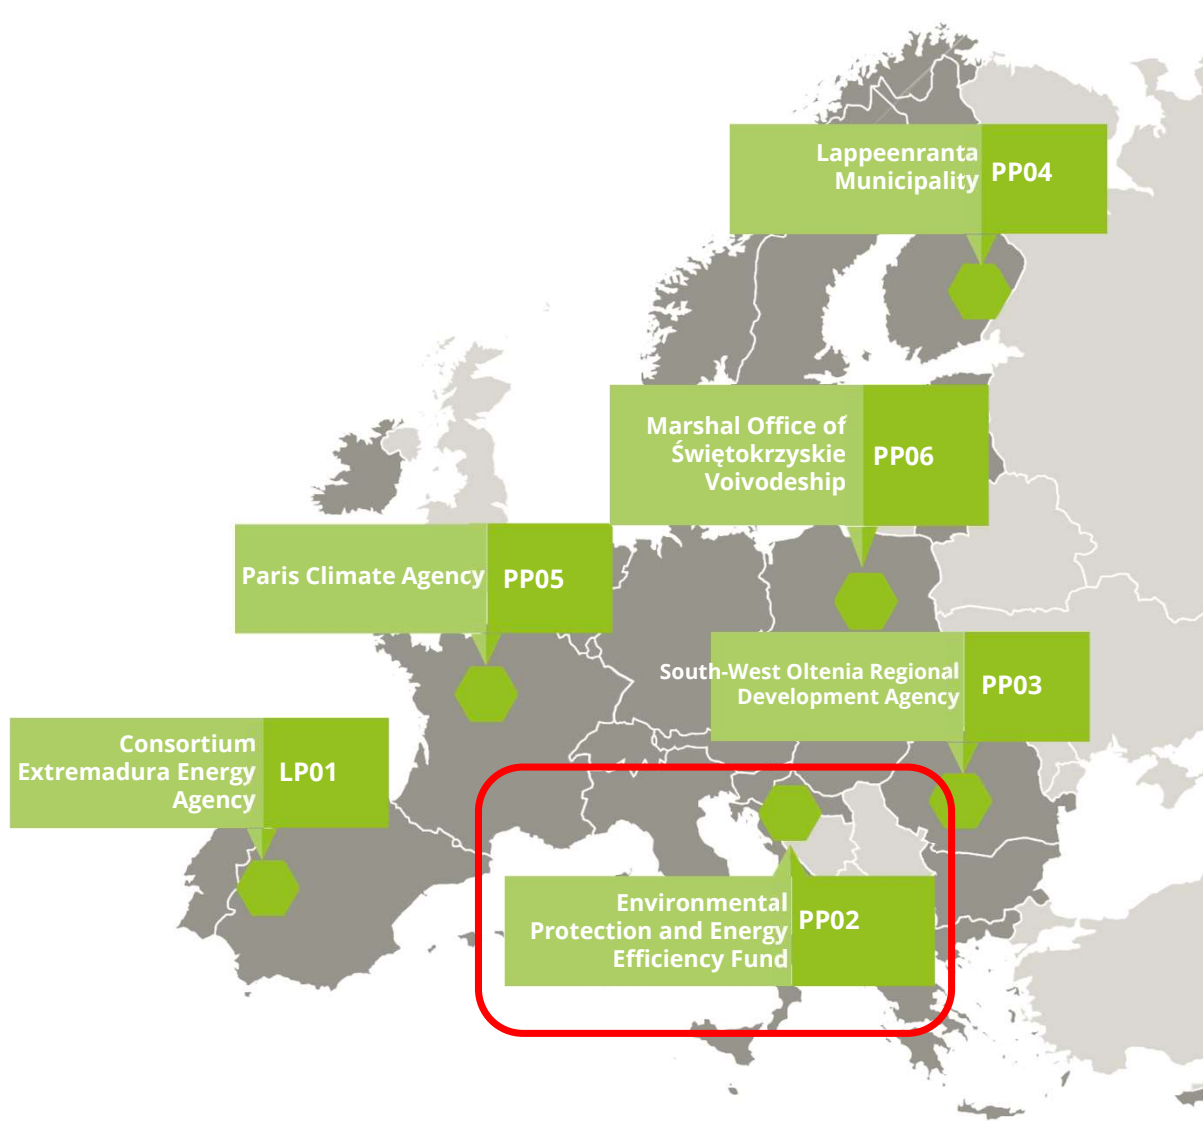 Lappeenranta
Municipality
PP04
Marshal Office of
Świętokrzyskie
Voivodeship
PP06
Paris Climate Agency
PP05
South-West Oltenia Regional
Development Agency
PP03
Consortium
Extremadura Energy
Agency
LP01
Environmental
Protection and Energy
Efficiency Fund
PP02